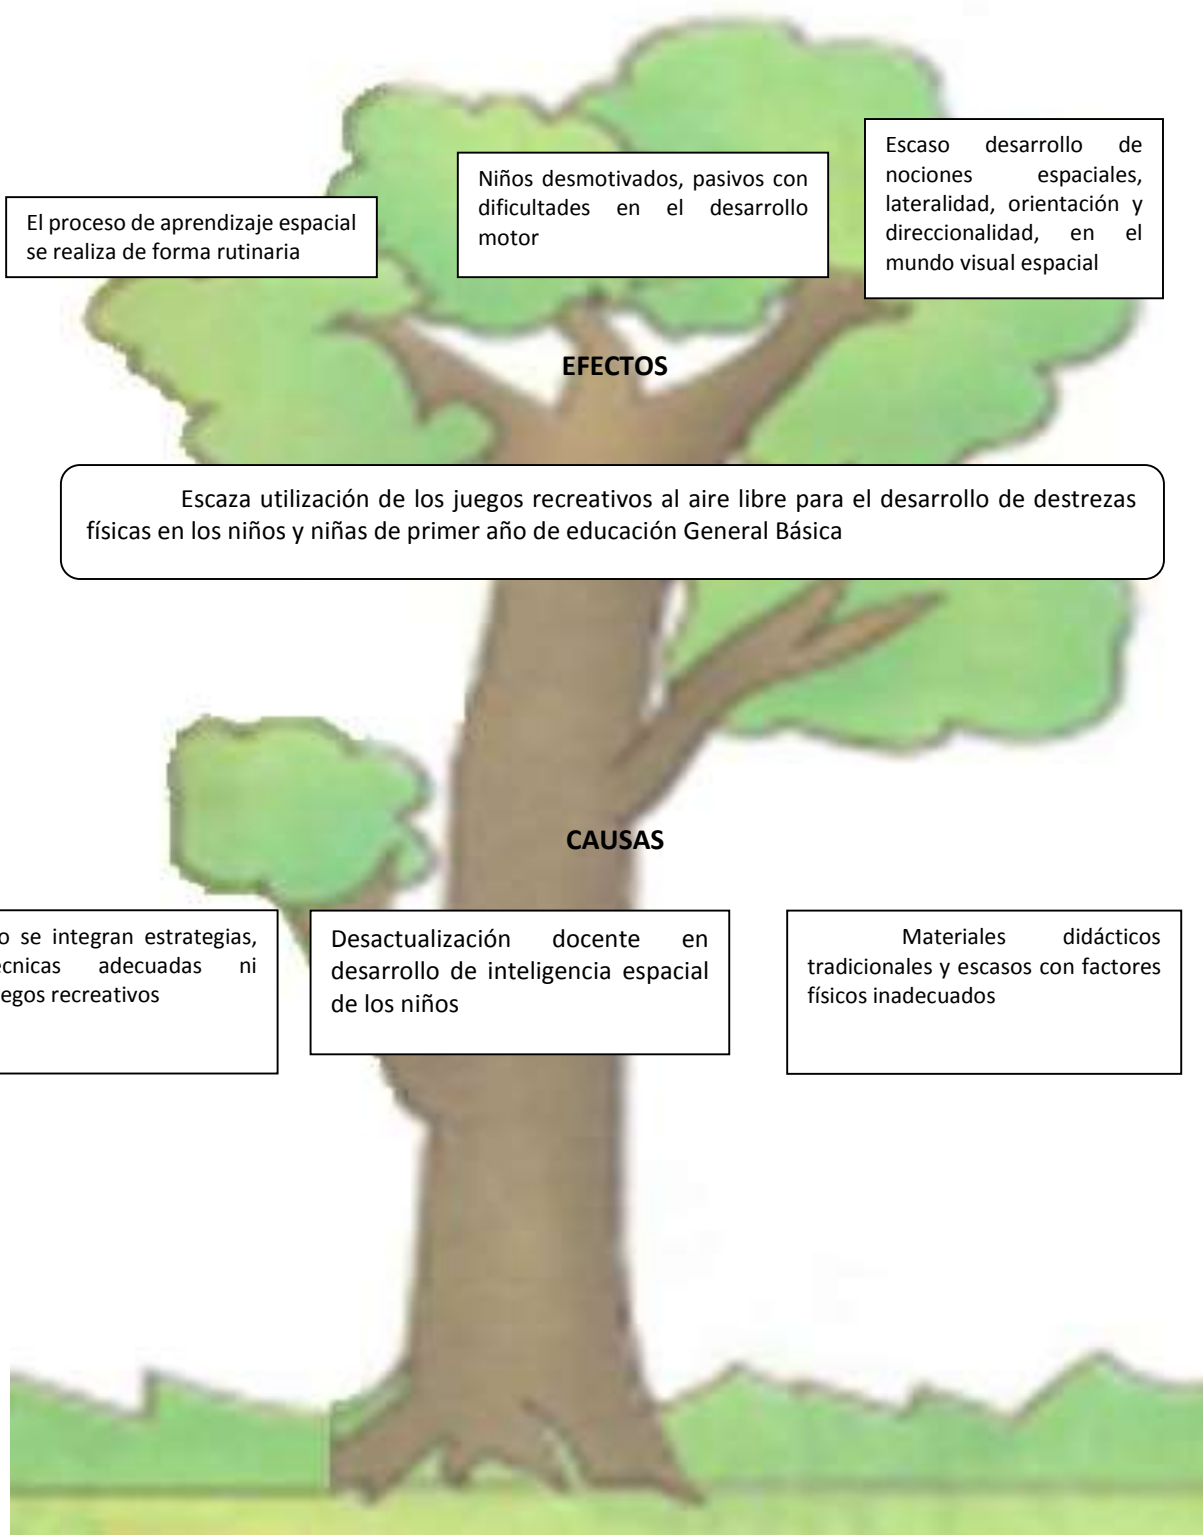 Escaso desarrollo de
nociones espaciales,
lateralidad, orientación y
direccionalidad, en el
mundo visual espacial
Niños desmotivados, pasivos con
dificultades en el desarrollo
motor
El proceso de aprendizaje espacial
se realiza de forma rutinaria
EFECTOS
Escaza utilización de los juegos recreativos al aire libre para el desarrollo de destrezas
físicas en los niños y niñas de primer año de educación General Básica
CAUSAS
o se integran estrategias,
cnicas adecuadas ni
egos recreativos
Desactualización docente en
desarrollo de inteligencia espacial
de los niños
Materiales didácticos
tradicionales y escasos con factores
físicos inadecuados